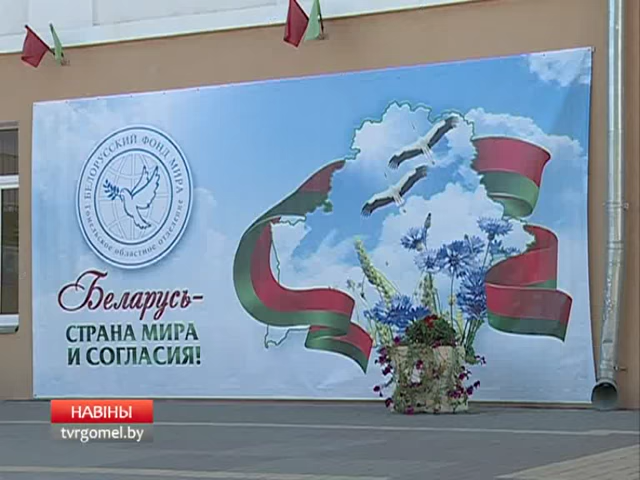 БЕЛОРУССКИЙ ФОНД МИРА
ГОМЕЛЬСКОЕ ОБЛАСТНОЕ ОТДЕЛЕНИЕ
Беларусь-
СТРАНА МИРА
И СОГЛАСИЯ!
НАВІНЫ
tvrgomel.by